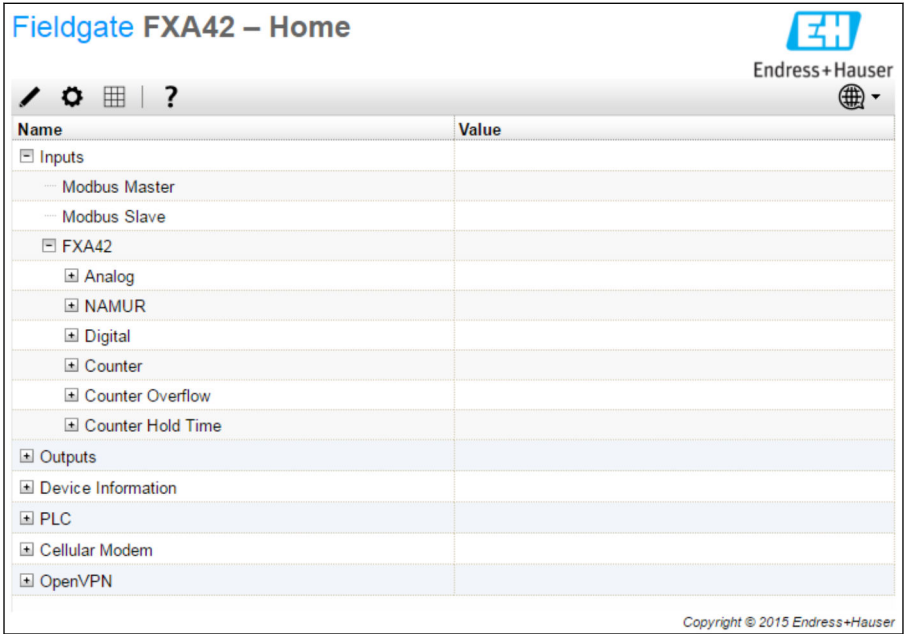 Fieldgate FXA42 – Home
EH
Endress+Hauser
?
Name Value
Inputs
Modbus Master
Modbus Slave
FXA42
Analog
NAMUR
Digital
Counter
Counter Overflow
Counter Hold Time
Outputs
Device Information
PLC
Cellular Modem
OpenVPN
Copyright © 2015 Endress+Hauser